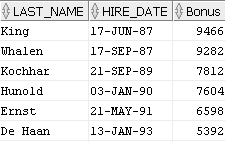 LAST_NAME HIRE_DATE Bonus
King 17-JUN-87 9466
Whalen 17-SEP-87 9282
Kochhar 21-SEP-89 7812
Hunold 03-JAN-90 7604
Ernst 21-MAY-91 6598
De Haan 13-JAN-93 5392